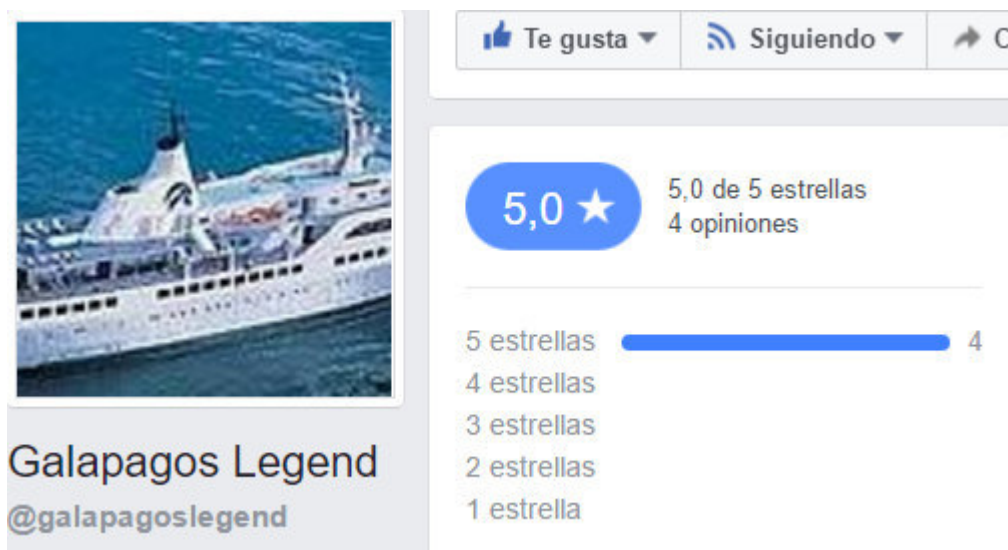 Te gusta
Siguiendo
5,0
5,0 de 5 estrellas
4 opiniones
5 estrellas 4
4 estrellas
3 estrellas
2 estrellas
1 estrella
Galapagos Legend
@galapagoslegend